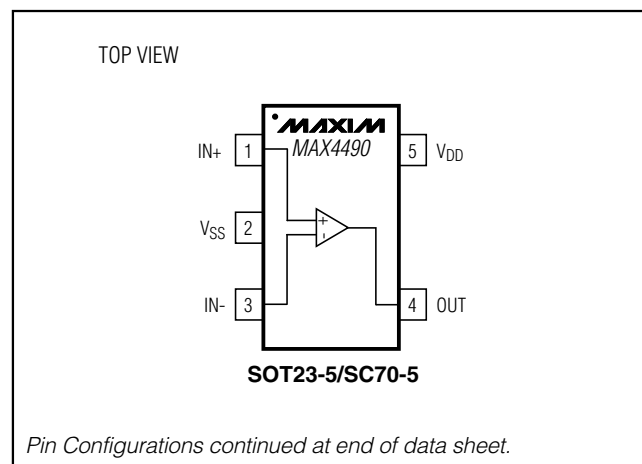 TOP VIEW
MAXIM
MAX4490
IN+ 1
5 VDD
VSS 2
+
-
IN- 3
4 OUT
SOT23-5/SC70-5
Pin Configurations continued at end of data sheet.